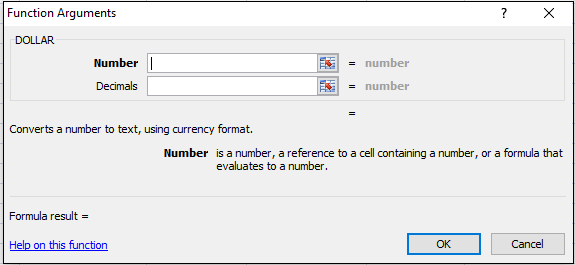 Function Arguments ? ×
DOLLAR
Number = number
Decimals = number
=
Converts a number to text, using currency format.
Number is a number, a reference to a cell containing a number, or a formula that
evaluates to a number.
Formula result =
Help on this function OK Cancel